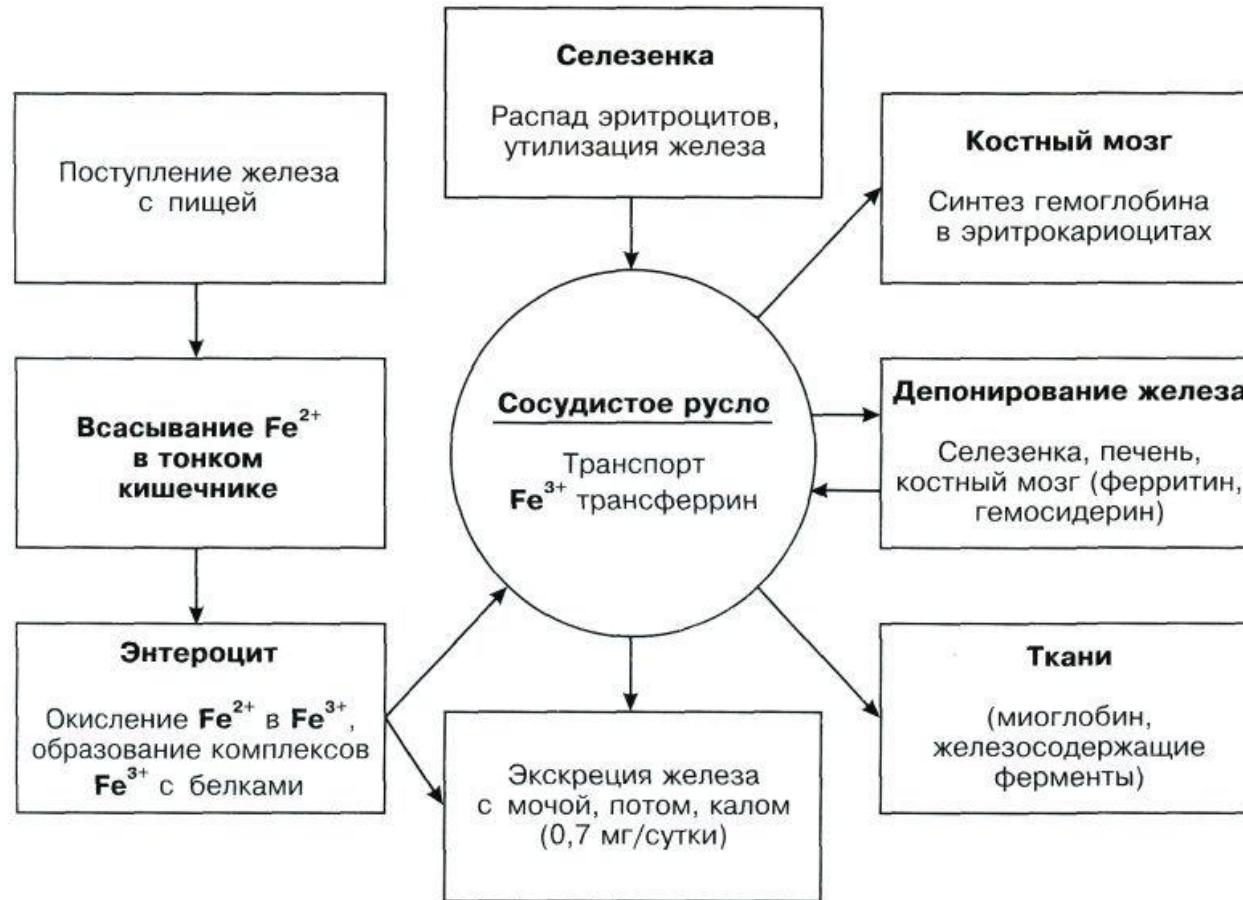 Поступление железа
с пищей
Всасывание Fe²⁺
в тонком
кишечнике
Энтероцит
Окисление Fe²⁺ в Fe³⁺,
образование комплексов
Fe³⁺ с белками
Селезенка
Распад эритроцитов,
утилизация железа
Сосудистое русло
Транспорт
Fe³⁺ трансферрин
Экскреция железа
с мочой, потом, калом
(0,7 мг/сутки)
Костный мозг
Синтез гемоглобина
в эритрокариоцитах
Депонирование железа
Селезенка, печень,
костный мозг (ферритин,
гемосидерин)
Ткани
(миоглобин,
железосодержащие
ферменты)